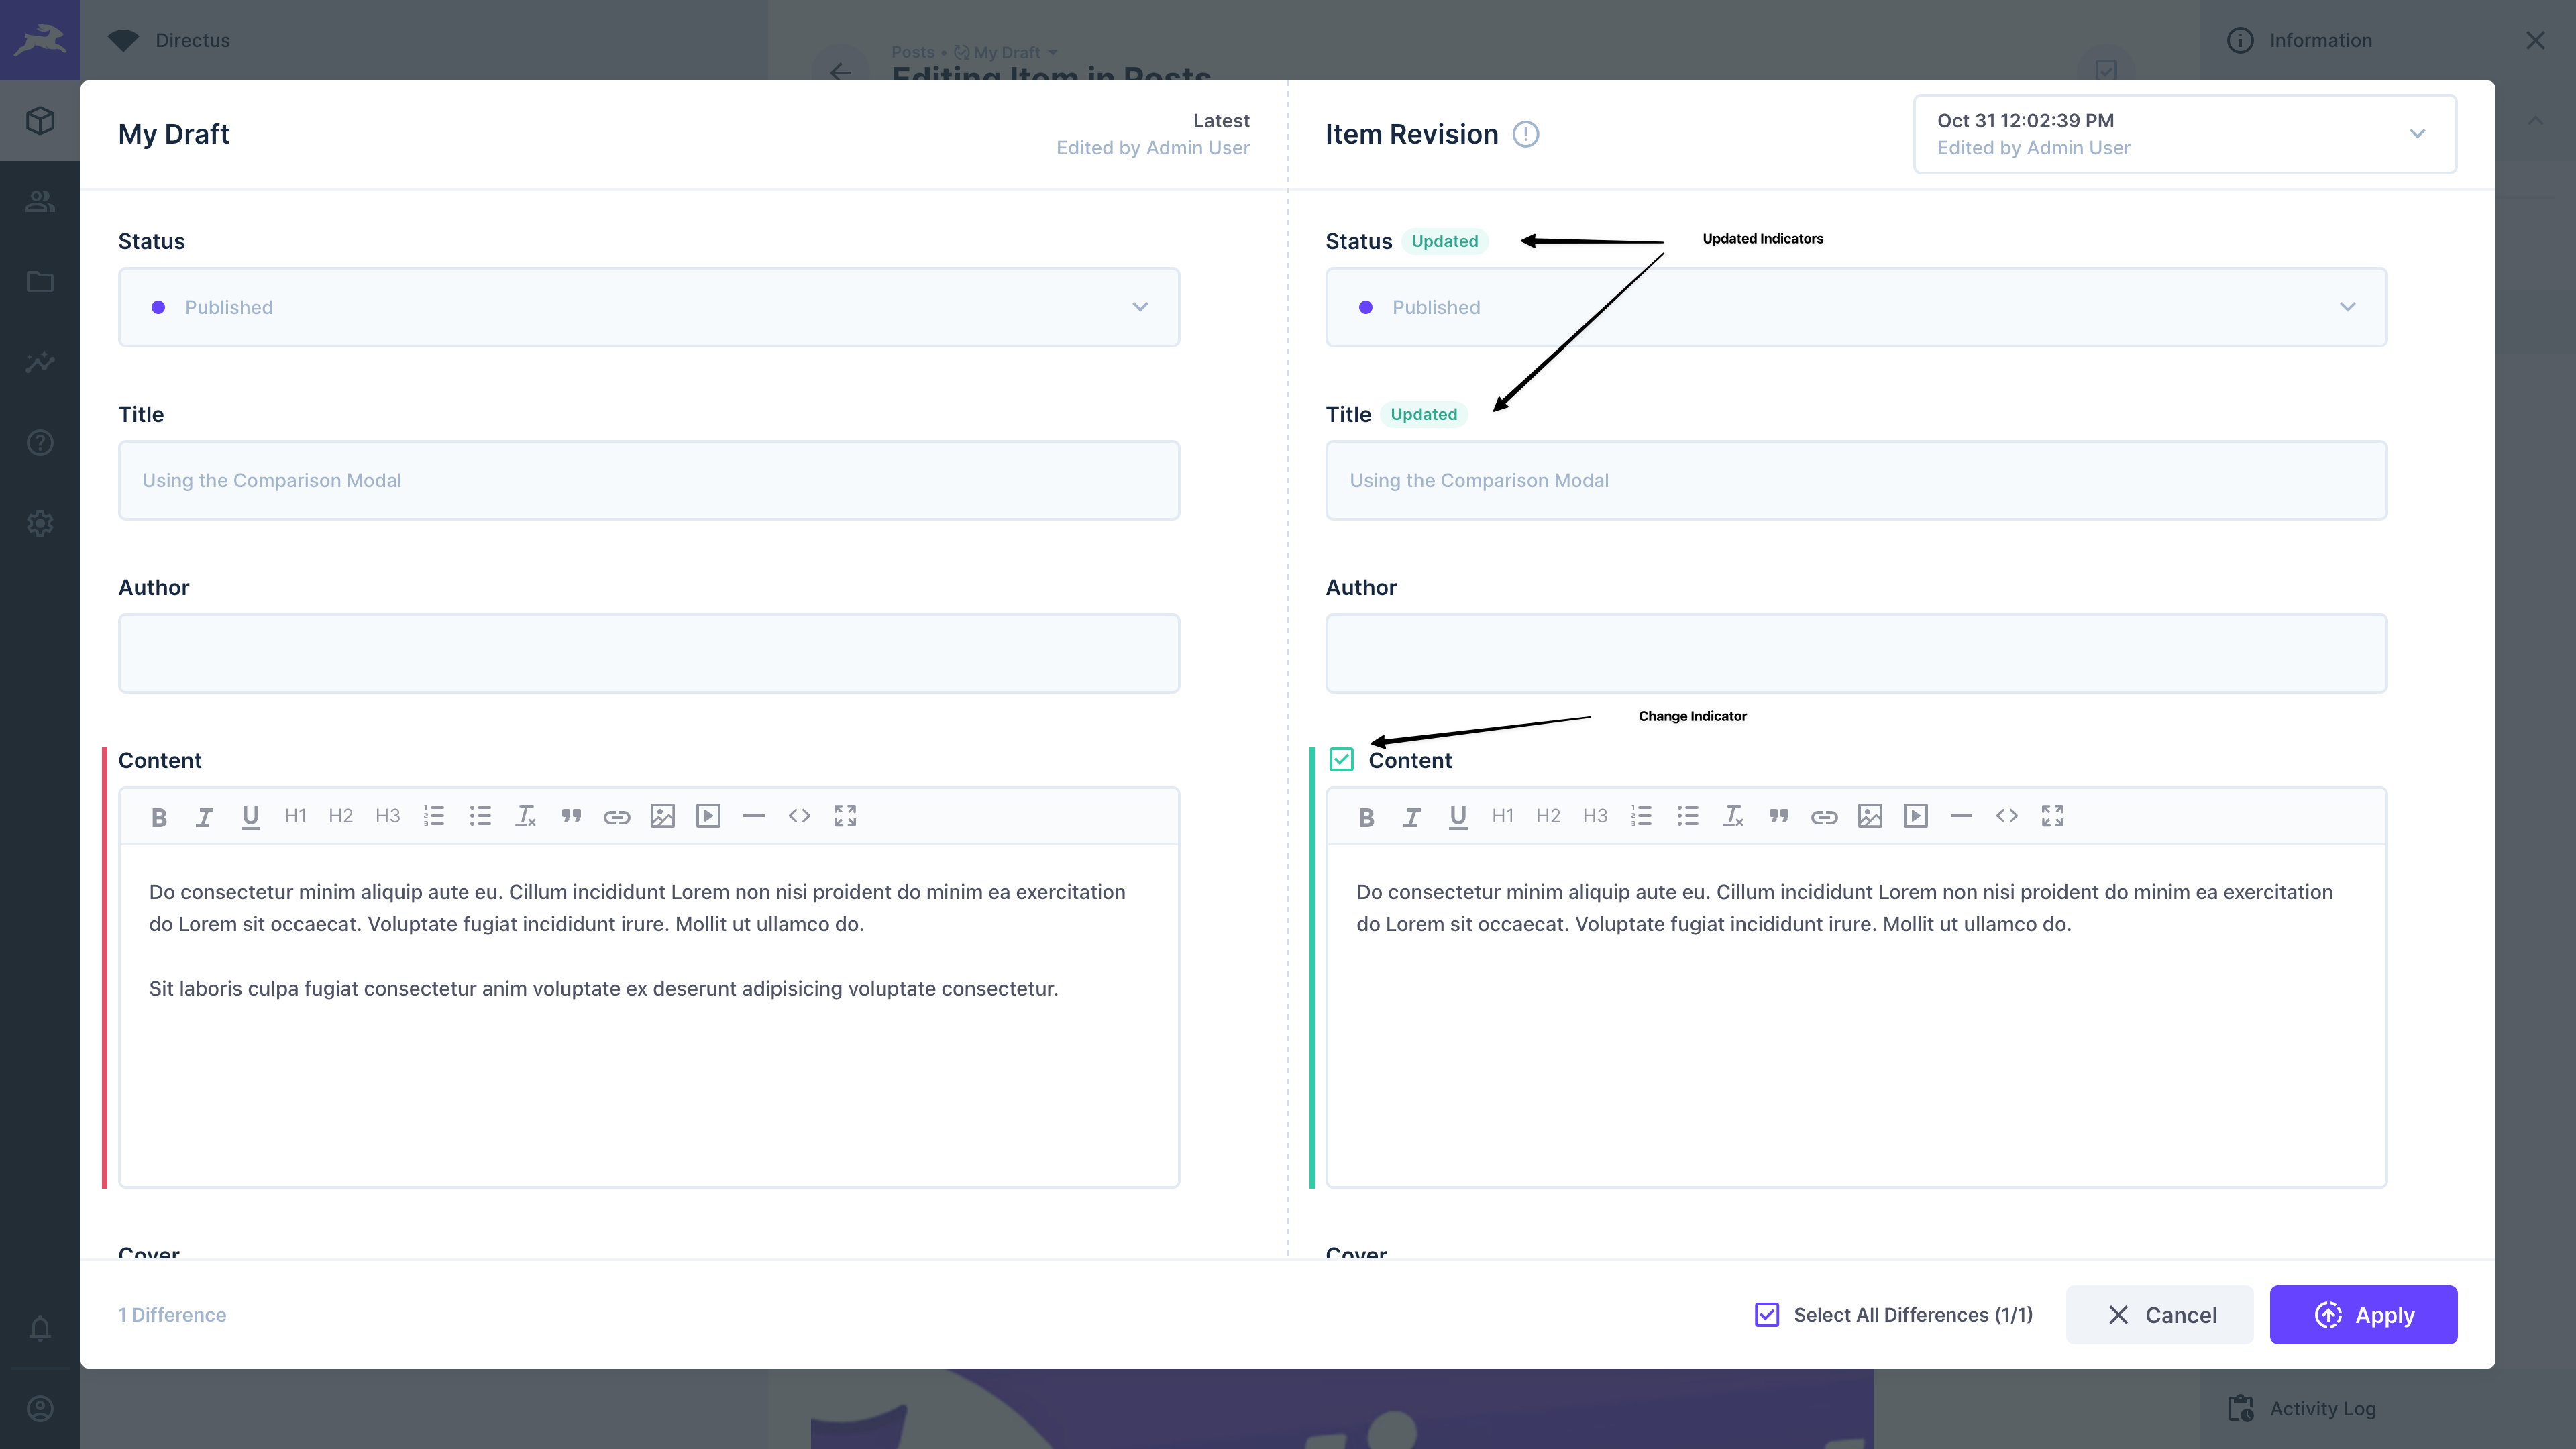 Directus
Posts • My Draft
Editing Item in Posts
Information
My Draft
Latest
Edited by Admin User
Item Revision
Oct 31 12:02:39 PM
Edited by Admin User
Status
Published
Title
Using the Comparison Modal
Author
Content
H1 H2 H3
Do consectetur minim aliquip aute eu. Cillum incididunt Lorem non nisi proident do minim ea exercitation
do Lorem sit occaecat. Voluptate fugiat incididunt irure. Mollit ut ullamco do.
Sit laboris culpa fugiat consectetur anim voluptate ex deserunt adipisicing voluptate consectetur.
Cover
Status Updated
Updated Indicators
Published
Title Updated
Using the Comparison Modal
Author
Change Indicator
Content
H1 H2 H3
Do consectetur minim aliquip aute eu. Cillum incididunt Lorem non nisi proident do minim ea exercitation
do Lorem sit occaecat. Voluptate fugiat incididunt irure. Mollit ut ullamco do.
Cover
1 Difference
Select All Differences (1/1)
Cancel
Apply
Activity Log